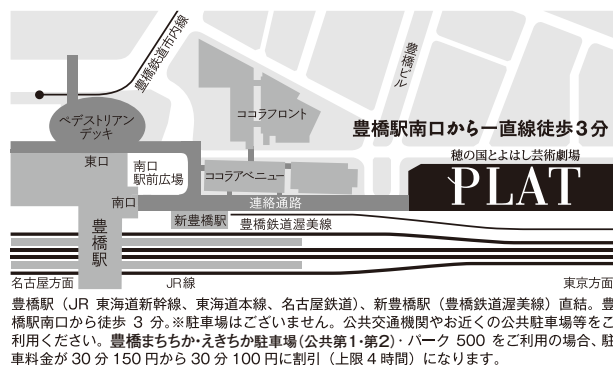 豊橋鉄道市内線
豊橋ビル
ペデストリアン
デッキ
ココラフロント
豊橋駅南口から一直線徒歩3分
東口
南口
駅前広場
ココラアベニュー
穂の国とよはし芸術劇場
PLAT
南口
連絡通路
新豊橋駅
豊橋鉄道渥美線
豊橋駅
名古屋方面
JR線
東京方面
豊橋駅（JR 東海道新幹線、東海道本線、名古屋鉄道）、新豊橋駅（豊橋鉄道渥美線）直結。豊
橋駅南口から徒歩 3 分。※駐車場はございません。公共交通機関やお近くの公共駐車場等をご
利用ください。豊橋まちちか・えきちか駐車場(公共第1・第2)・パーク 500 をご利用の場合、駐
車料金が30分150円から30分100円に割引（上限4時間）になります。